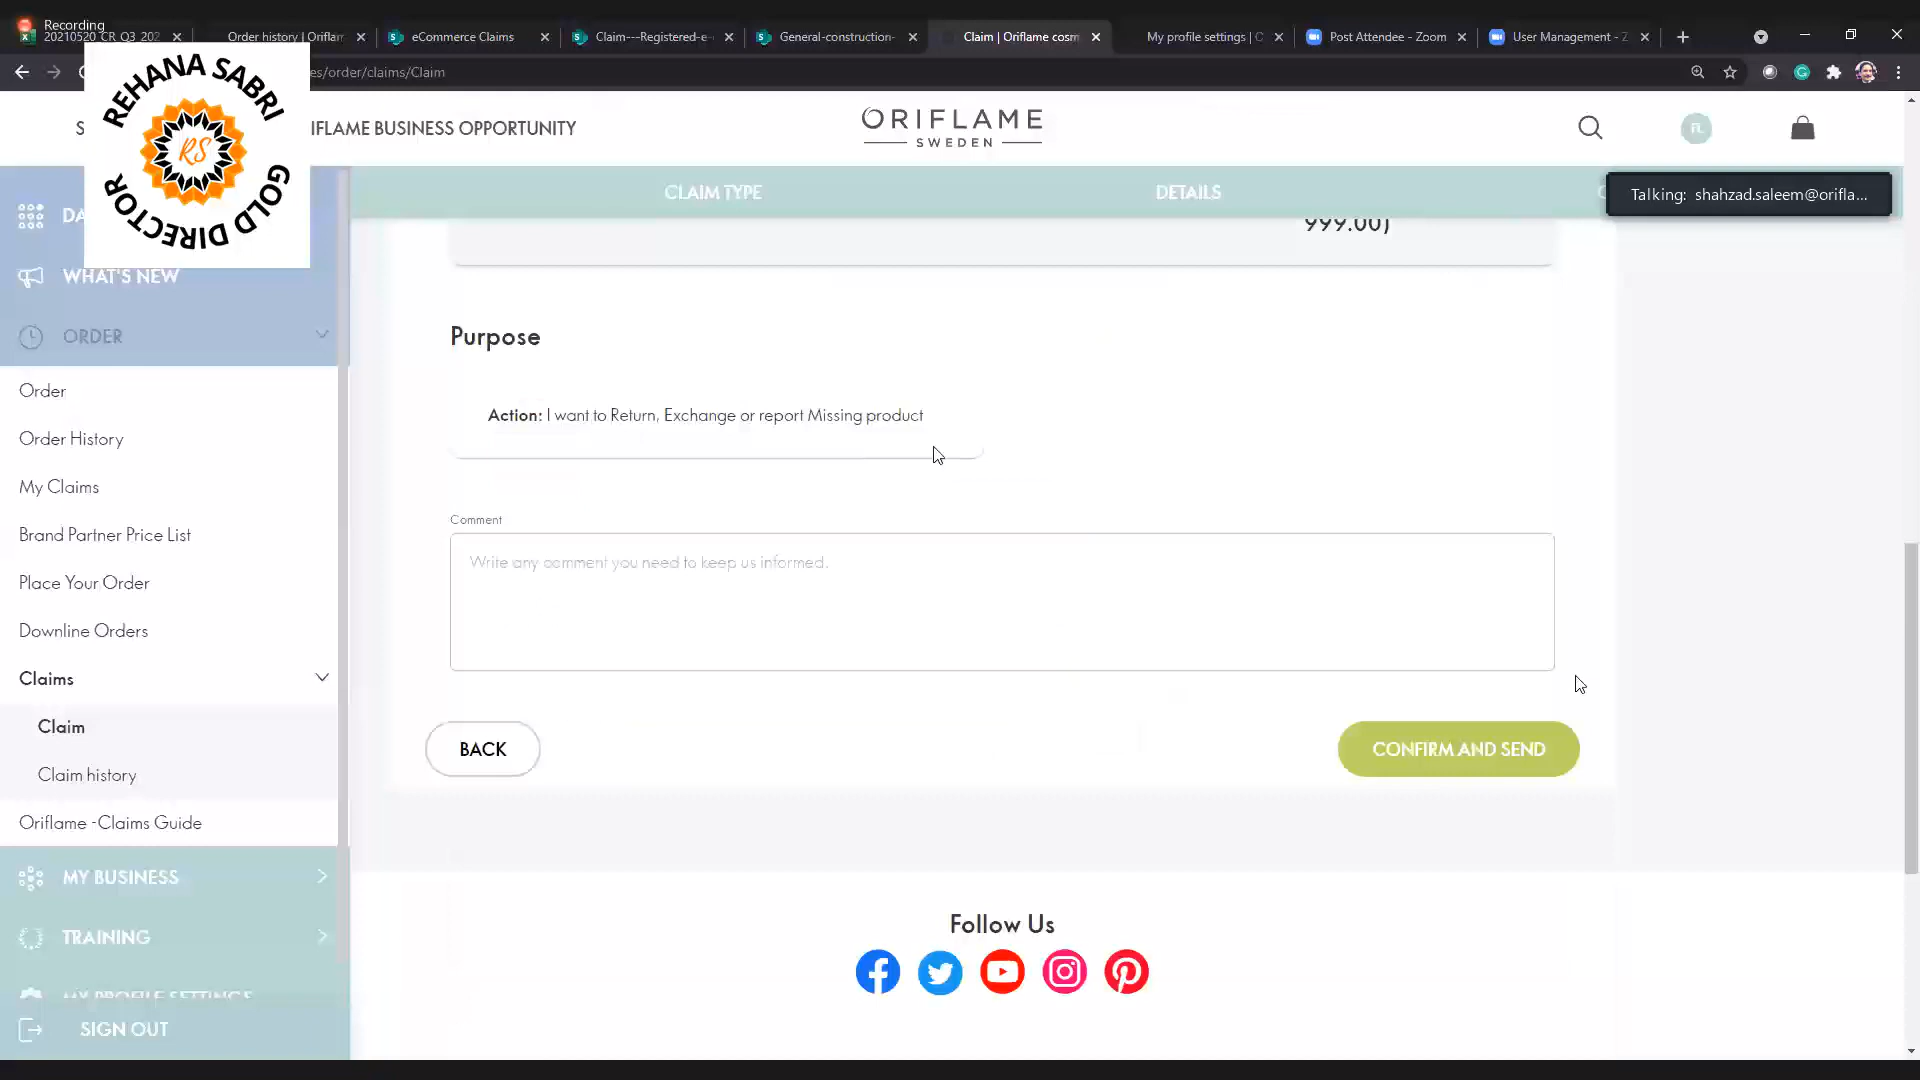 Recording
20210520_CR_Q3_202
Order history | Oriflar
eCommerce Claims
Claim---Registered-e-
General-construction-
Claim | Oriflame cosm
My profile settings | O
Post Attendee - Zoom
User Management - Z
es/order/claims/Claim
REHANA SABRI
RS
GOLD DIRECTOR
S
IFLAME BUSINESS OPPORTUNITY
ORIFLAME
SWEDEN
FL
CLAIM TYPE
DETAILS
Talking: shahzad.saleem@orifla...
DA
WHAT'S NEW
ORDER
Order
Order History
My Claims
Brand Partner Price List
Place Your Order
Downline Orders
Claims
Claim
Claim history
Oriflame -Claims Guide
MY BUSINESS
TRAINING
MY PROFILE SETTINGS
SIGN OUT
999.00)
Purpose
Action: I want to Return, Exchange or report Missing product
Comment
Write any comment you need to keep us informed.
BACK
CONFIRM AND SEND
Follow Us